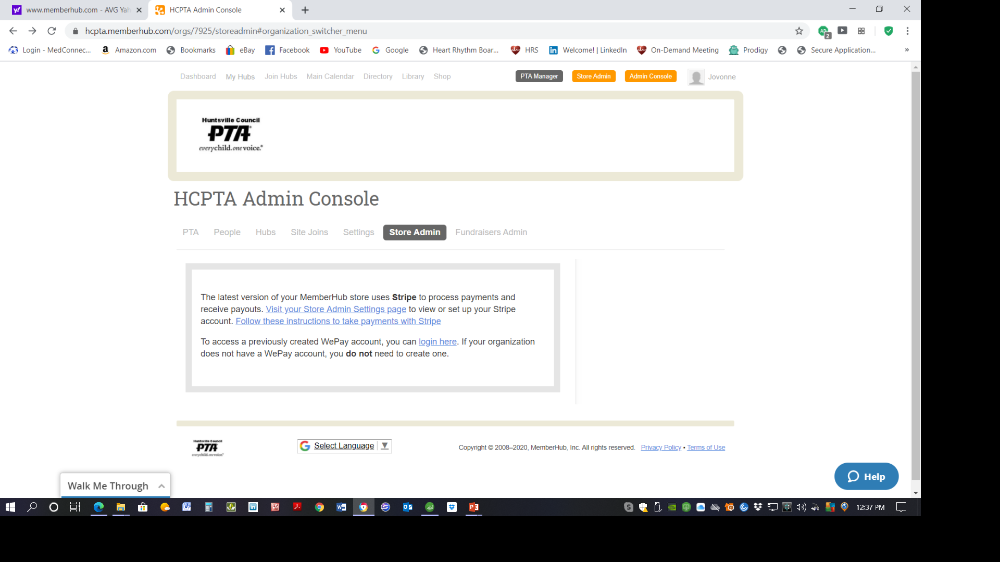 www.memberhub.com - AVG Yah
HCPTA Admin Console
hcpta.memberhub.com/orgs/7925/storeadmin#organization_switcher_menu
2
Login - MedConnec... Amazon.com Bookmarks eBay Facebook YouTube Google Heart Rhythm Boar... HRS Welcome! | LinkedIn On-Demand Meeting Prodigy Secure Application... »
Dashboard My Hubs Join Hubs Main Calendar Directory Library Shop PTA Manager Store Admin Admin Console Jovonne
Huntsville Council
PTA®
everychild.onevoice.®
HCPTA Admin Console
PTA People Hubs Site Joins Settings Store Admin Fundraisers Admin
The latest version of your MemberHub store uses Stripe to process payments and
receive payouts. Visit your Store Admin Settings page to view or set up your Stripe
account. Follow these instructions to take payments with Stripe
To access a previously created WePay account, you can login here. If your organization
does not have a WePay account, you do not need to create one.
Huntsville Council
PTA
everychild.onevoice.®
Select Language ▼
Copyright © 2008–2020, MemberHub, Inc. All rights reserved. Privacy Policy • Terms of Use
Help
Walk Me Through
12:37 PM